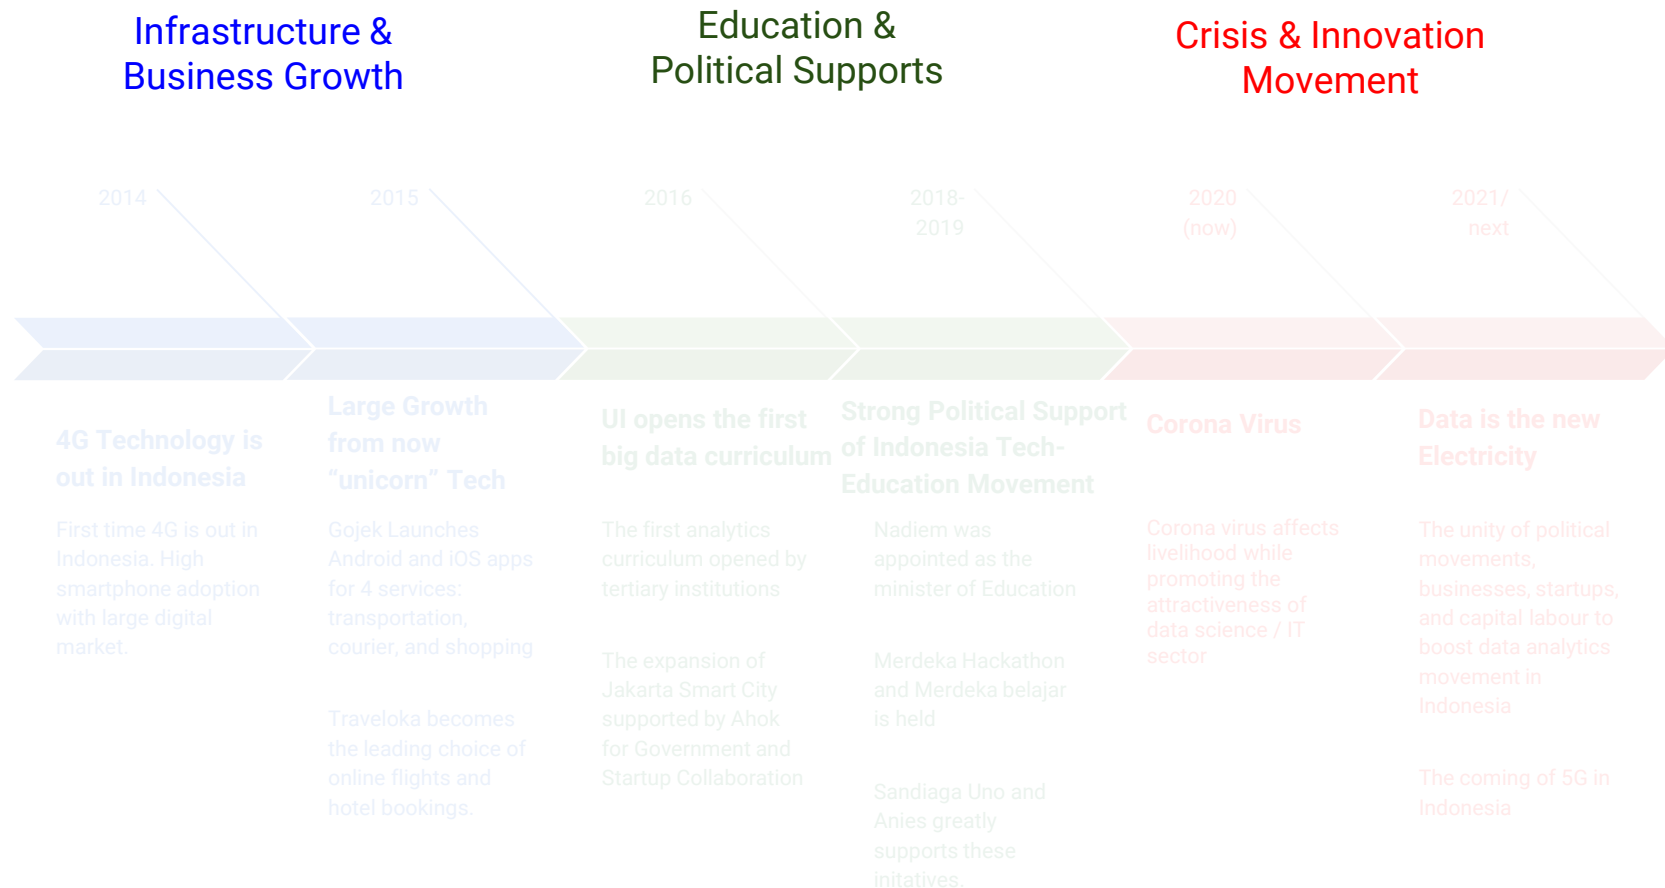 Infrastructure &
Business Growth
Education &
Political Supports
Crisis & Innovation
Movement
2014
2015
2016
2018-
2019
2020
(now)
2021/
next
4G Technology is
out in Indonesia
First time 4G is out in
Indonesia. High
smartphone adoption
with large digital
market.
Large Growth
from now
“unicorn” Tech
Gojek Launches
Android and iOS apps
for 4 services:
transportation,
courier, and shopping
Traveloka becomes
the leading choice of
online flights and
hotel bookings.
UI opens the first
big data curriculum
The first analytics
curriculum opened by
tertiary institutions
The expansion of
Jakarta Smart City
supported by Ahok
for Government and
Startup Collaboration
Strong Political Support
of Indonesia Tech-
Education Movement
Nadiem was
appointed as the
minister of Education
Merdeka Hackathon
and Merdeka belajar
is held
Sandiaga Uno and
Anies greatly
supports these
initatives.
Corona Virus
Corona virus affects
livelihood while
promoting the
attractiveness of
data science / IT
sector
Data is the new
Electricity
The unity of political
movements,
businesses, startups,
and capital labour to
boost data analytics
movement in
Indonesia
The coming of 5G in
Indonesia